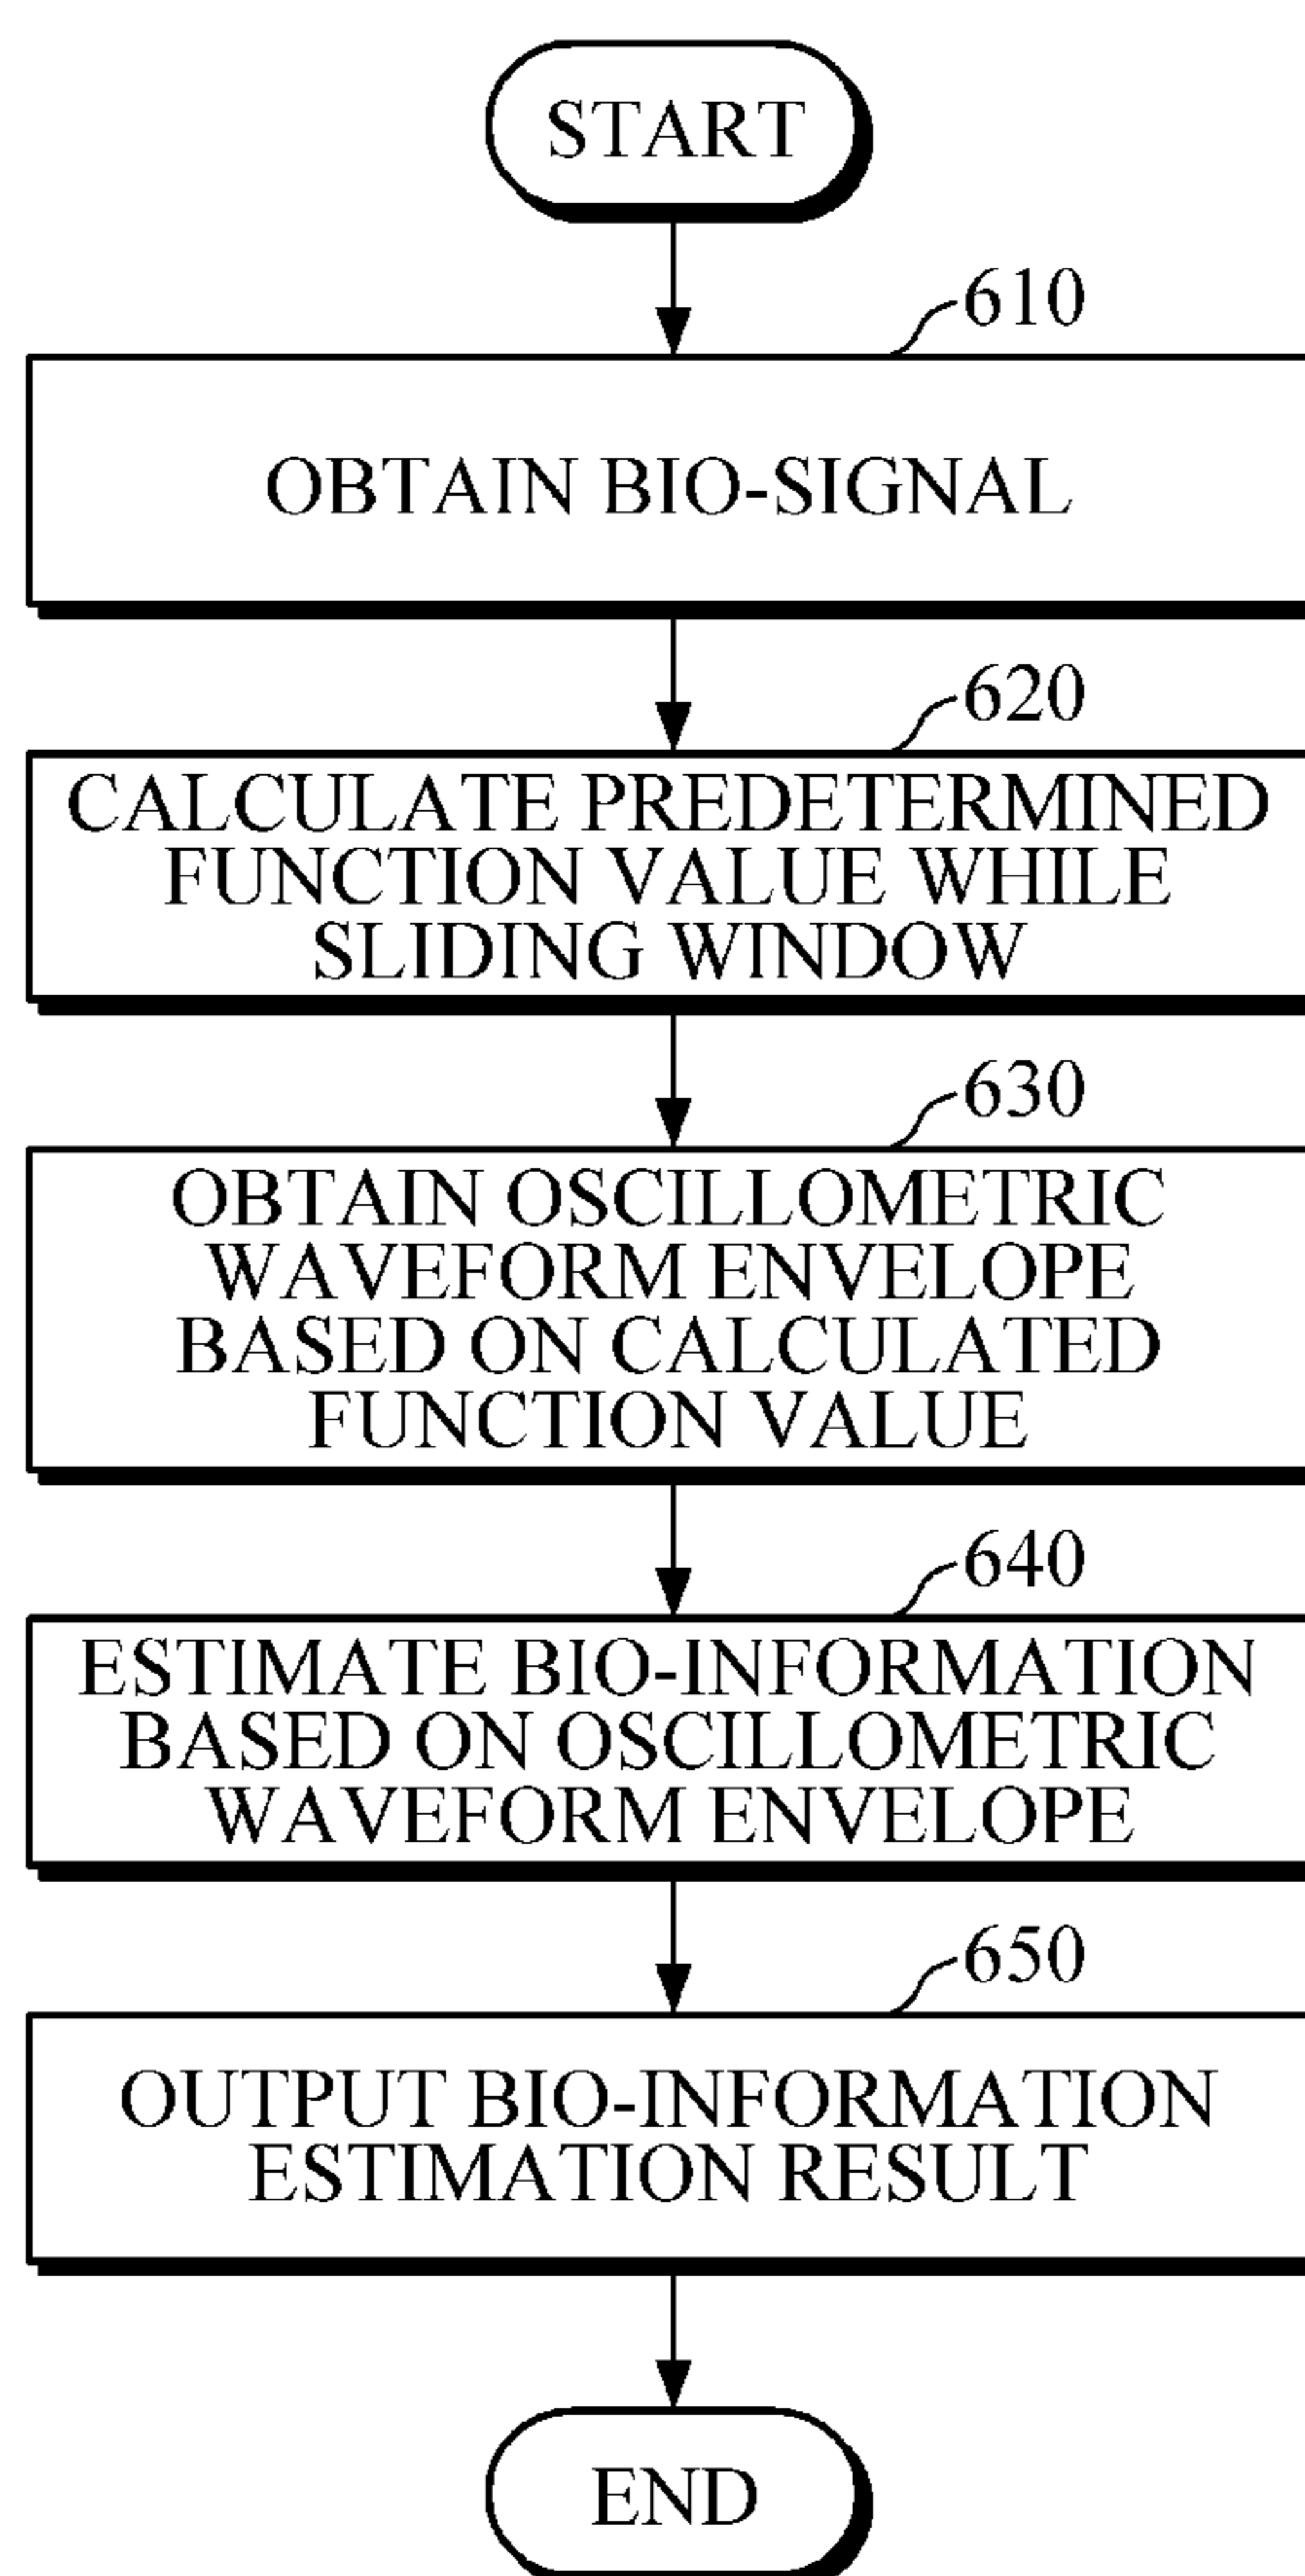 START
610
OBTAIN BIO-SIGNAL
620
CALCULATE PREDETERMINED
FUNCTION VALUE WHILE
SLIDING WINDOW
630
OBTAIN OSCILLOMETRIC
WAVEFORM ENVELOPE
BASED ON CALCULATED
FUNCTION VALUE
640
ESTIMATE BIO-INFORMATION
BASED ON OSCILLOMETRIC
WAVEFORM ENVELOPE
650
OUTPUT BIO-INFORMATION
ESTIMATION RESULT
END